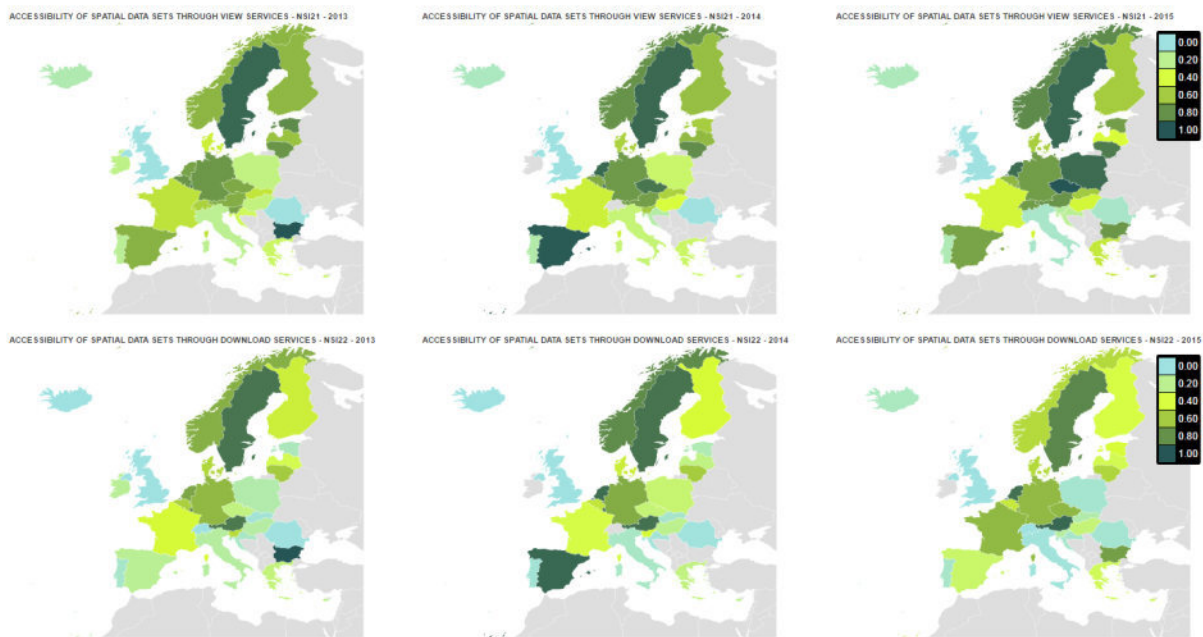 ACCESSIBILITY OF SPATIAL DATA SETS THROUGH VIEW SERVICES - NSI21 - 2013
ACCESSIBILITY OF SPATIAL DATA SETS THROUGH VIEW SERVICES - NSI21 - 2014
ACCESSIBILITY OF SPATIAL DATA SETS THROUGH VIEW SERVICES - NSI21 - 2015
0.00
0.20
0.40
0.60
0.80
1.00
ACCESSIBILITY OF SPATIAL DATA SETS THROUGH DOWNLOAD SERVICES - NSI22 - 2013
ACCESSIBILITY OF SPATIAL DATA SETS THROUGH DOWNLOAD SERVICES - NSI22 - 2014
ACCESSIBILITY OF SPATIAL DATA SETS THROUGH DOWNLOAD SERVICES - NSI22 - 2015
0.00
0.20
0.40
0.60
0.80
1.00